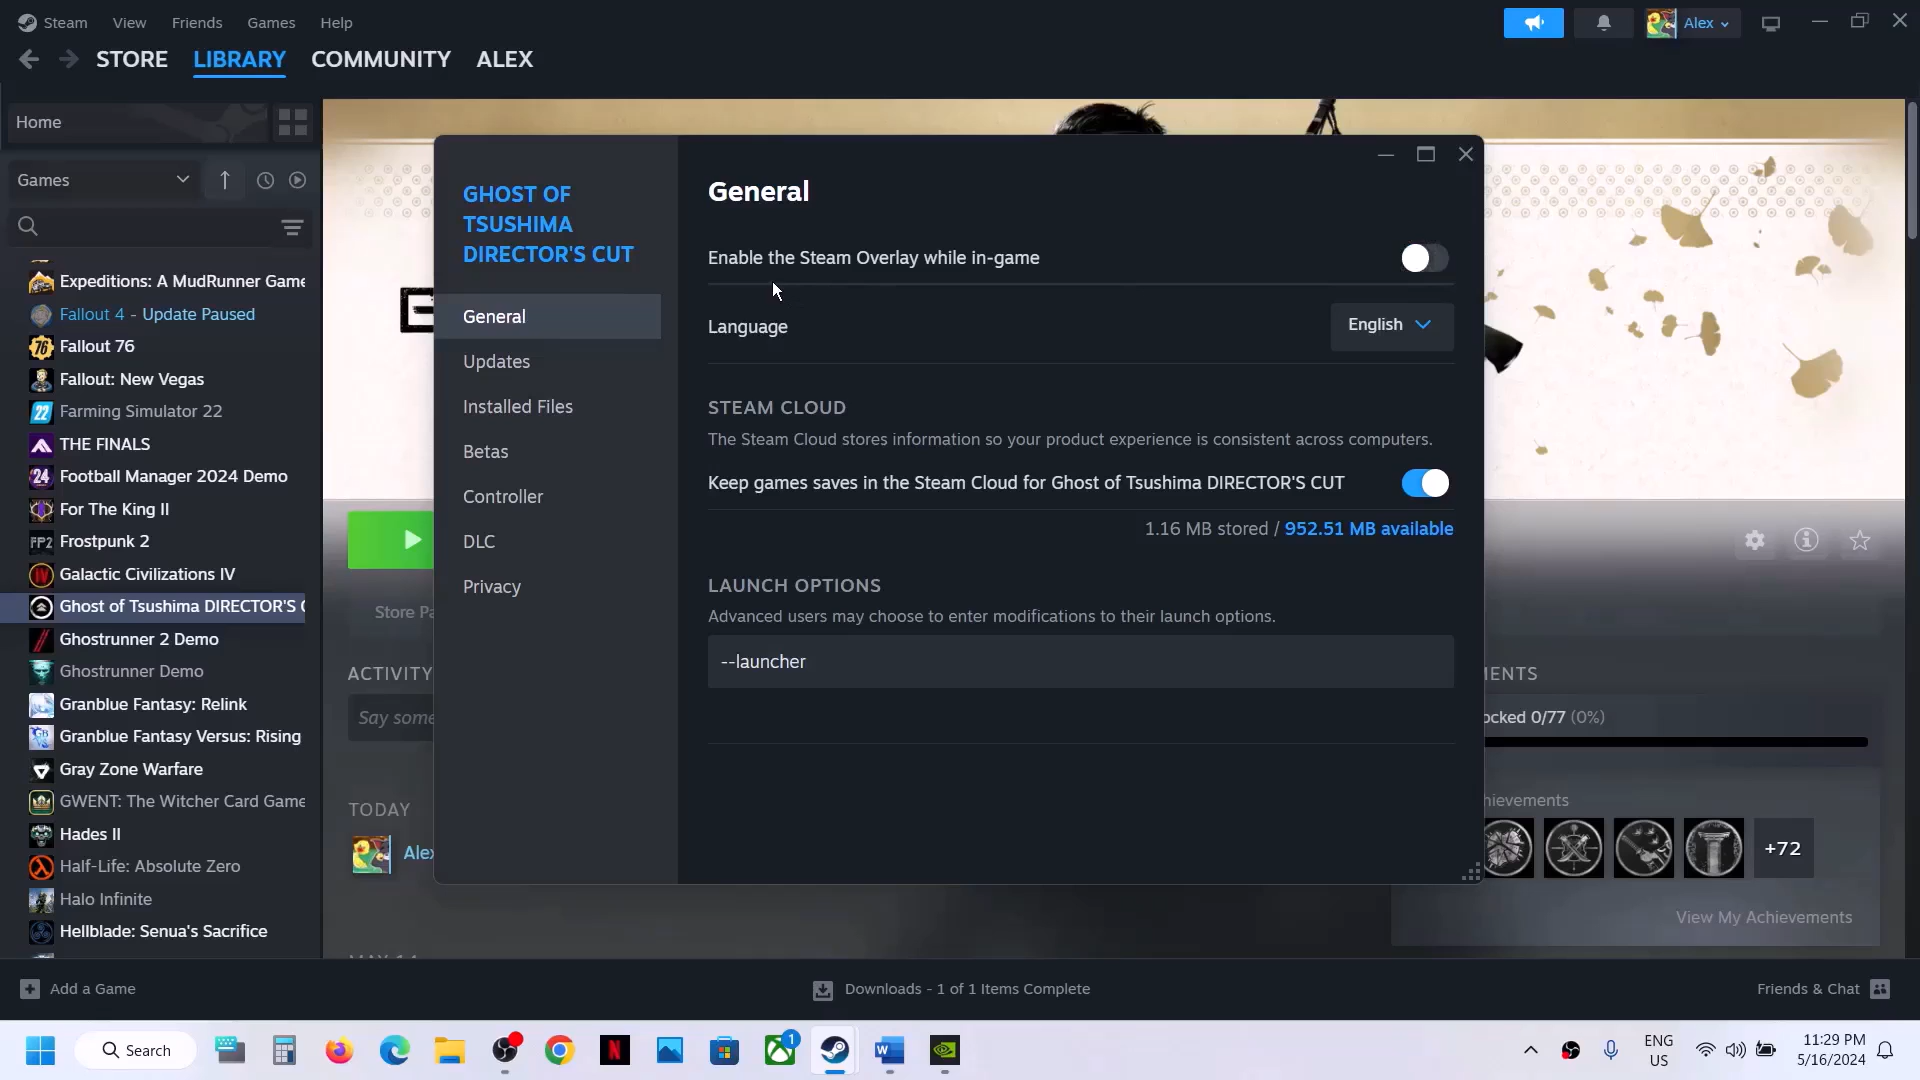 Steam View Friends Games Help
Alex
STORE LIBRARY COMMUNITY ALEX
Home
Games
Expeditions: A MudRunner Game
Fallout 4 - Update Paused
Fallout 76
Fallout: New Vegas
Farming Simulator 22
THE FINALS
Football Manager 2024 Demo
For The King II
Frostpunk 2
Galactic Civilizations IV
Ghost of Tsushima DIRECTOR'S C
Ghostrunner 2 Demo
Ghostrunner Demo
Granblue Fantasy: Relink
Granblue Fantasy Versus: Rising
Gray Zone Warfare
GWENT: The Witcher Card Game
Hades II
Half-Life: Absolute Zero
Halo Infinite
Hellblade: Senua's Sacrifice
GHOST OF
TSUSHIMA
DIRECTOR'S CUT
General
Updates
Installed Files
Betas
Controller
DLC
Privacy
General
Enable the Steam Overlay while in-game
Language
English
STEAM CLOUD
The Steam Cloud stores information so your product experience is consistent across computers.
Keep games saves in the Steam Cloud for Ghost of Tsushima DIRECTOR'S CUT
1.16 MB stored / 952.51 MB available
LAUNCH OPTIONS
Advanced users may choose to enter modifications to their launch options.
--launcher
Store Pa
ACTIVITY
Say some
TODAY
Alex
MENTS
ocked 0/77 (0%)
hievements
+72
View My Achievements
Add a Game
Downloads - 1 of 1 Items Complete
Friends & Chat
Search
1
ENG
US
11:29 PM
5/16/2024